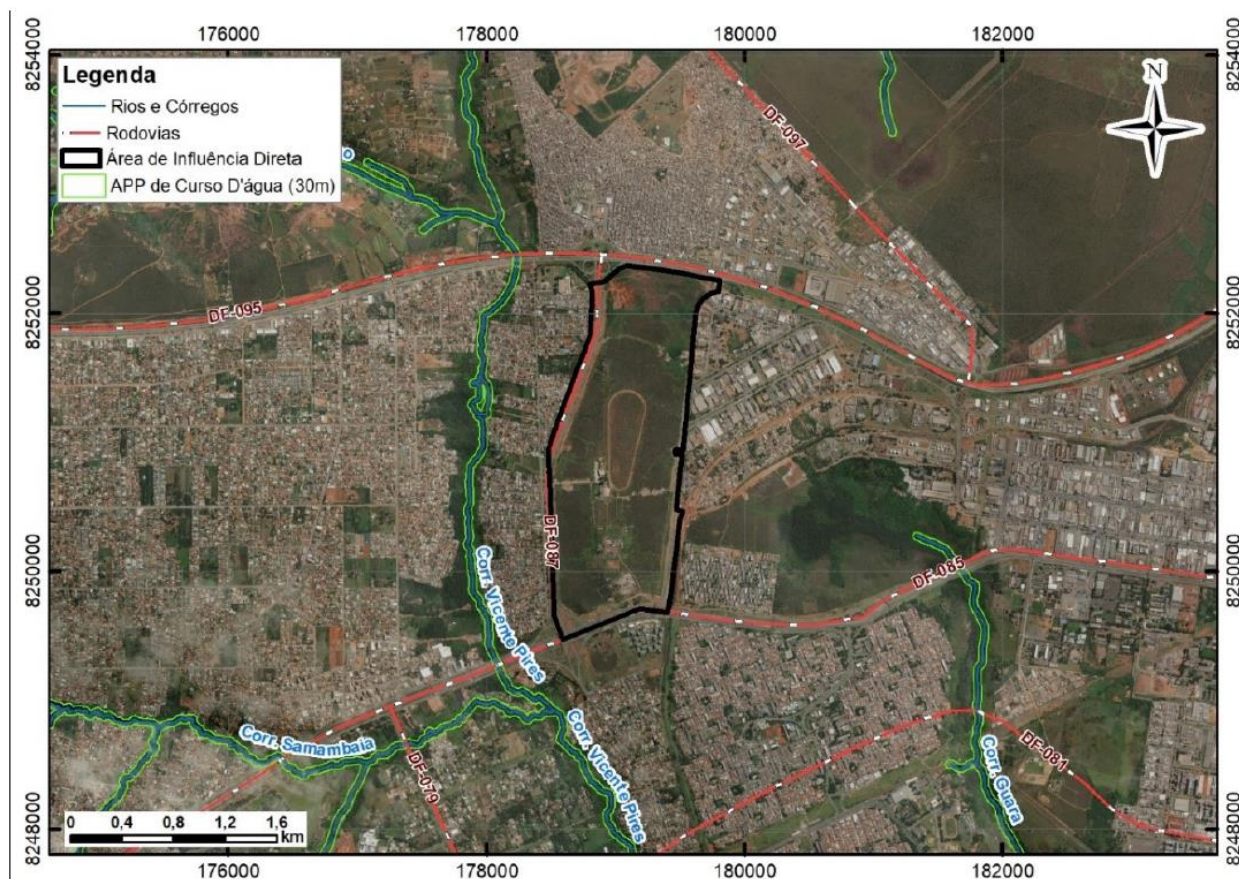 176000 178000 180000 182000
8254000 8254000
Legenda
Rios e Córregos
Rodovias
Área de Influência Direta
APP de Curso D'água (30m)
N
DF-097
o
DF-095
8252000 8252000
DF-087
Corr. Vicente Pires
8250000 8250000
DF-085
Corr. Samambaia
DF-079
Corr. Vicente Pires
Corr. Guara
DF-081
0 0,4 0,8 1,2 1,6
km
8248000 8248000
176000 178000 180000 182000